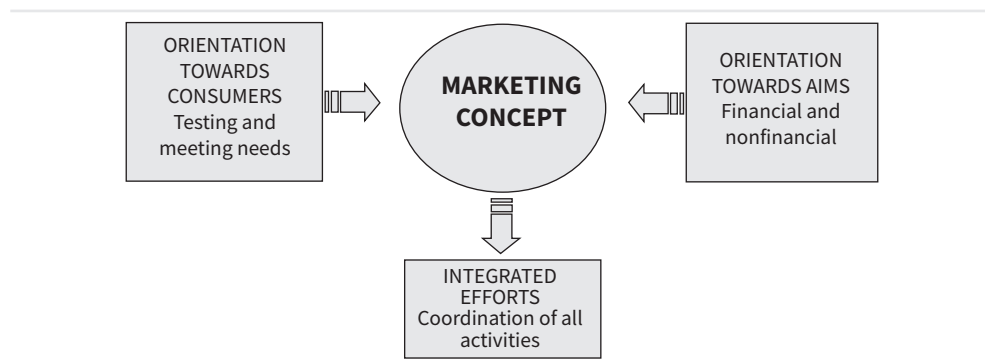 ORIENTATION
TOWARDS
CONSUMERS
Testing and
meeting needs
MARKETING
CONCEPT
ORIENTATION
TOWARDS AIMS
Financial and
nonfinancial
INTEGRATED
EFFORTS
Coordination of all
activities